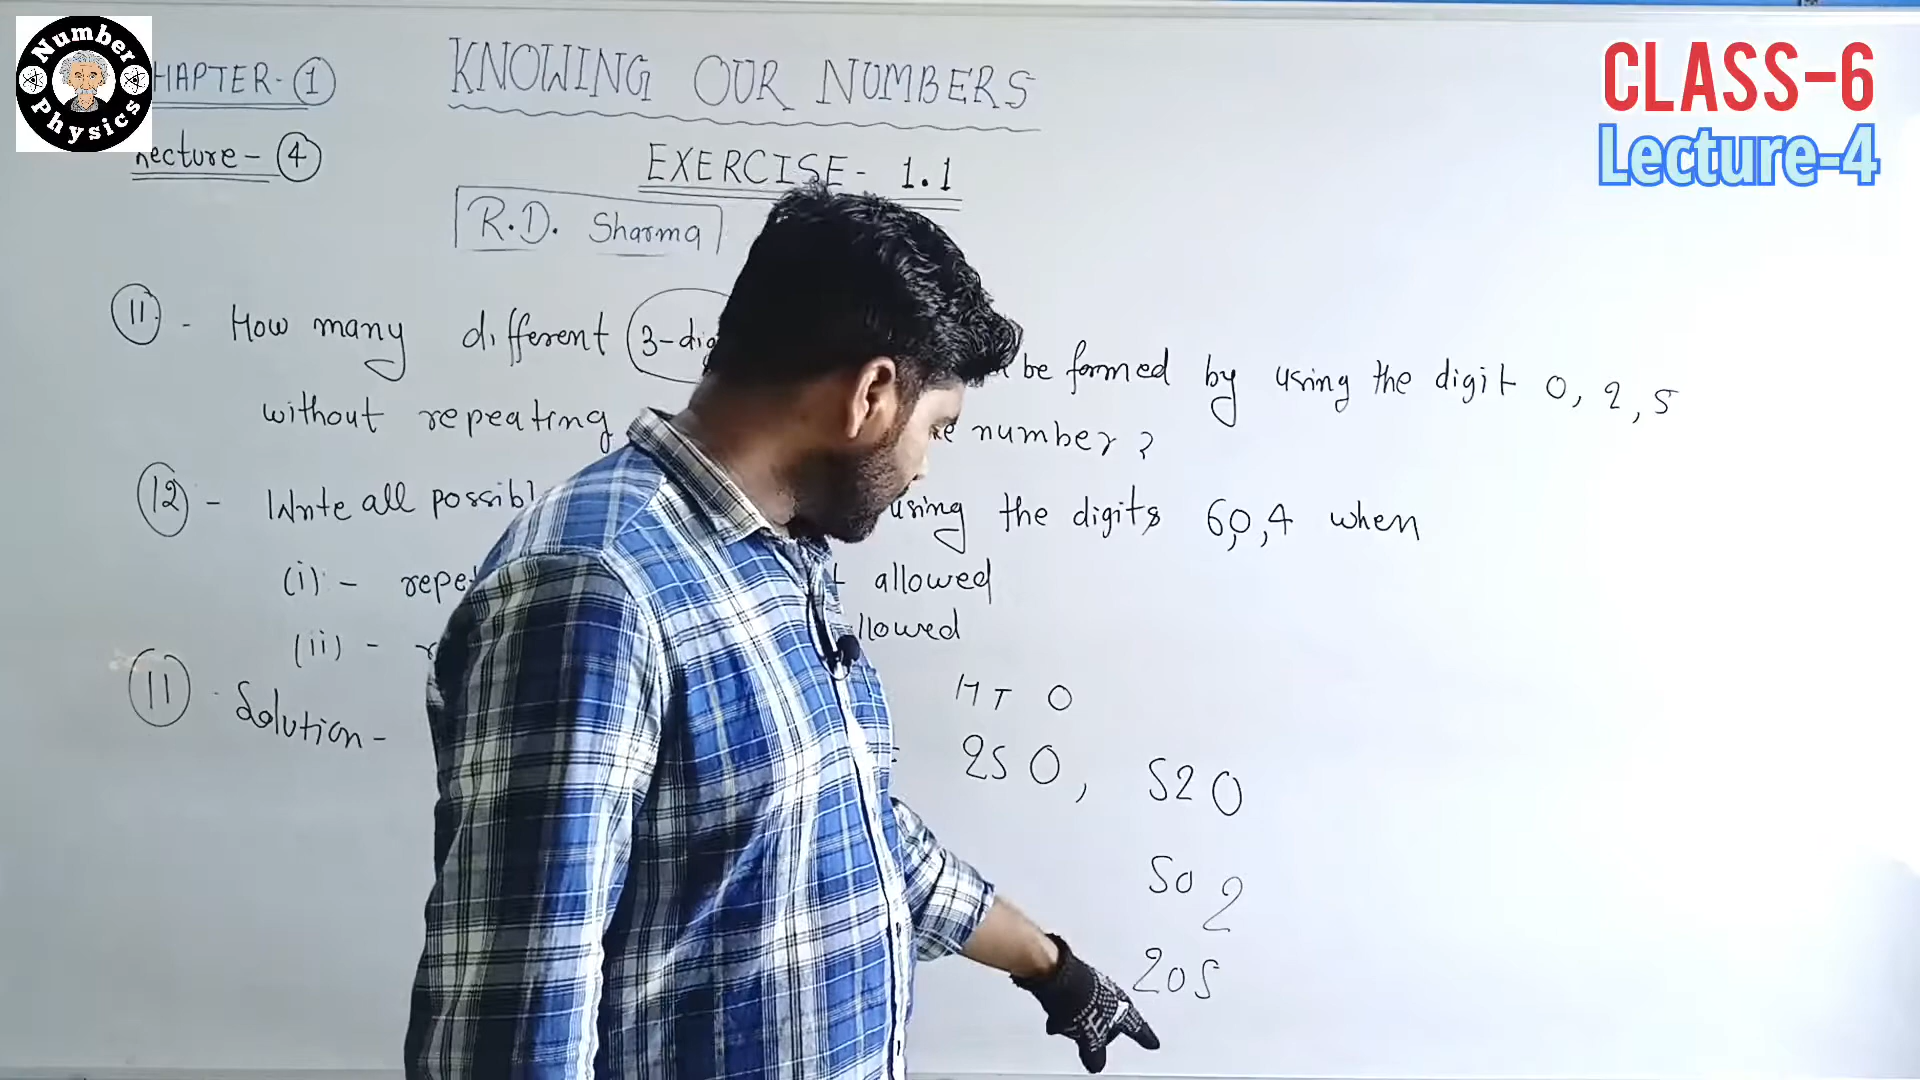 Number Physics
CHAPTER-1
KNOWING OUR NUMBERS
CLASS-6
Lecture-4
Lecture-4
EXERCISE-1.1
R.D. Sharma
11- How many different 3-dig be formed by using the digit 0, 2, 5
without repeating number?
12- Write all possibl using the digits 6,0,4 when
(i)- repe allowed
(ii)- llowed
11. Solution-
H T O
250, 520
502
205